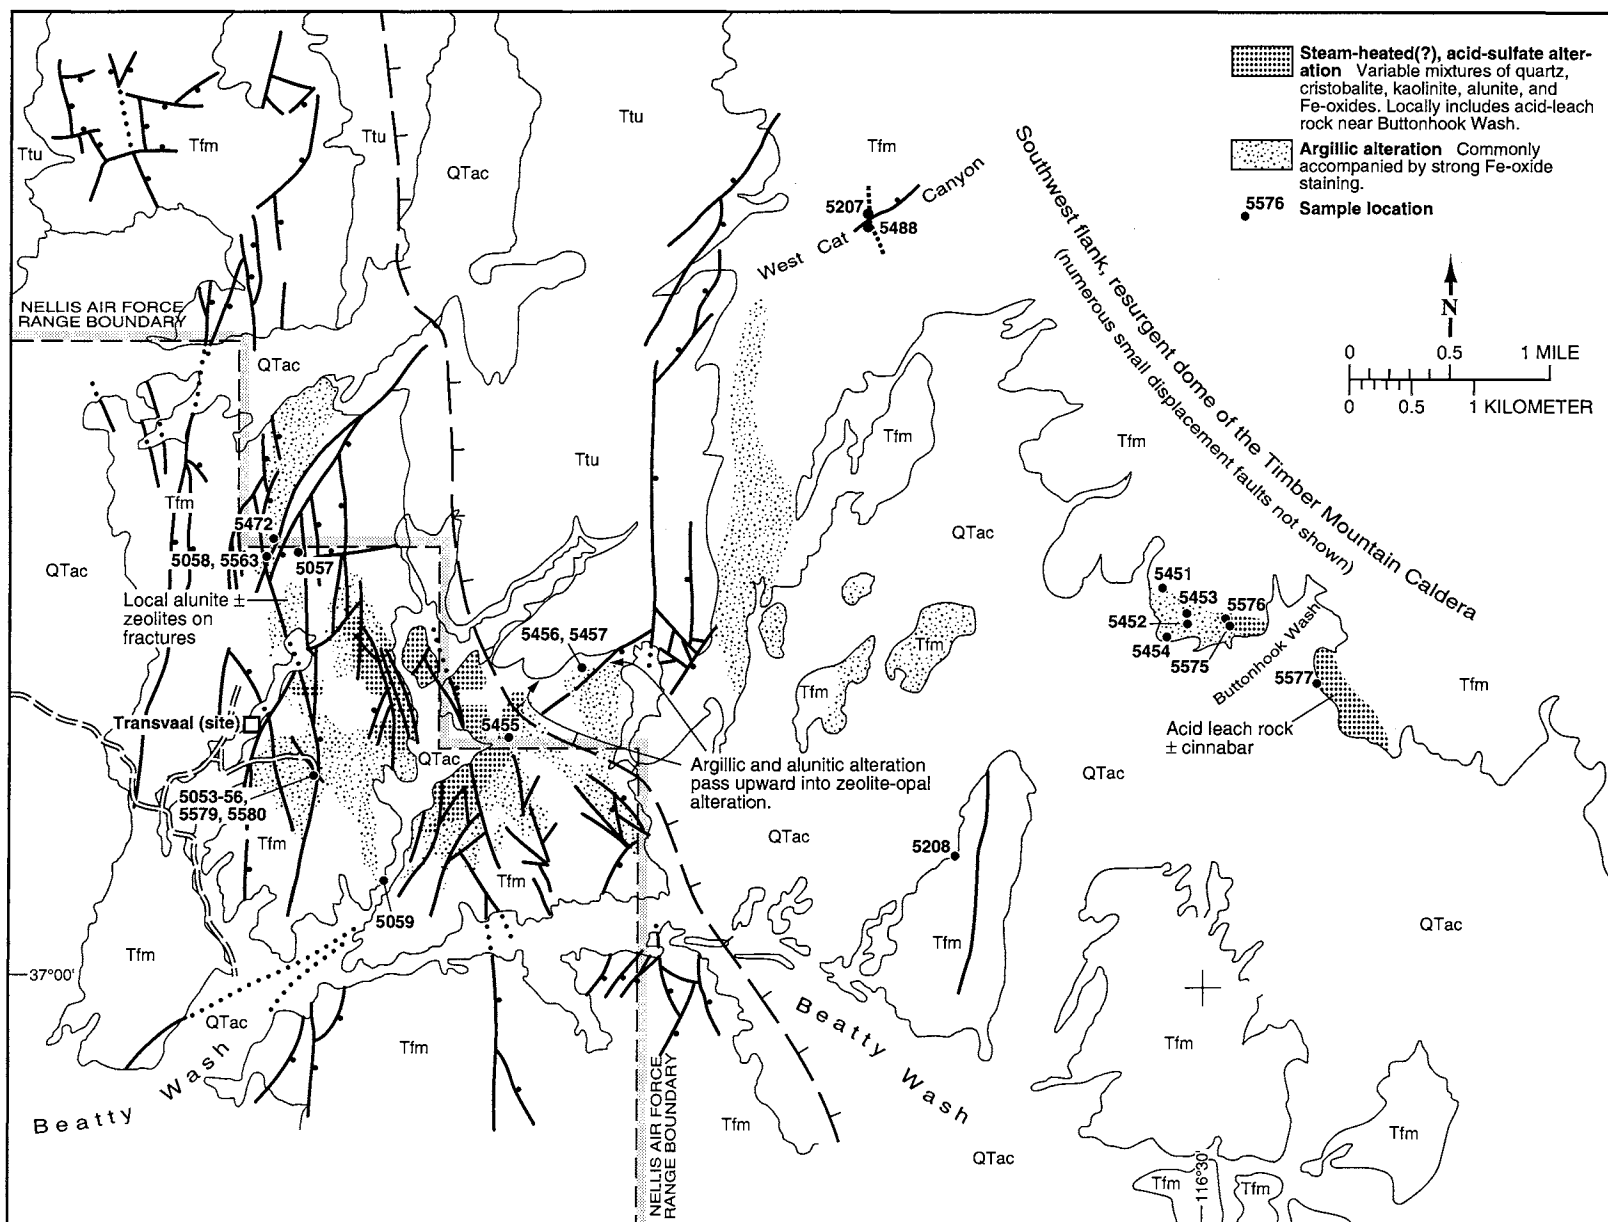 Steam-heated(?), acid-sulfate alter-
ation Variable mixtures of quartz,
cristobalite, kaolinite, alunite, and
Fe-oxides. Locally includes acid-leach
rock near Buttonhook Wash.
Argillic alteration Commonly
accompanied by strong Fe-oxide
staining.
5576 Sample location
N
0 0.5 1 MILE
0 0.5 1 KILOMETER
Ttu
Tfm
Ttu
QTac
Ttu
Tfm
5207
5488
West Cat Canyon
Southwest flank, resurgent dome of the Timber Mountain Caldera
(numerous small displacement faults not shown)
NELLIS AIR FORCE
RANGE BOUNDARY
QTac
Tfm
Tfm
Ttu
Tfm
QTac
QTac
5472
5058, 5563
5057
Local alunite ±
zeolites on
fractures
5456, 5457
Tfm
Tfm
5451
5453
5576
5452
5454
5575
Buttonhook Wash
5577
Tfm
Acid leach rock
± cinnabar
Transvaal (site)
5455
QTac
Argillic and alunitic alteration
pass upward into zeolite-opal
alteration.
QTac
5053-56,
5579, 5580
Tfm
QTac
5208
Tfm
5059
Tfm
Tfm
QTac
37°00'
QTac
Beatty Wash
Tfm
NELLIS AIR FORCE
RANGE BOUNDARY
Beatty Wash
Tfm
Tfm
QTac
Tfm
Tfm
116°30'
Tfm